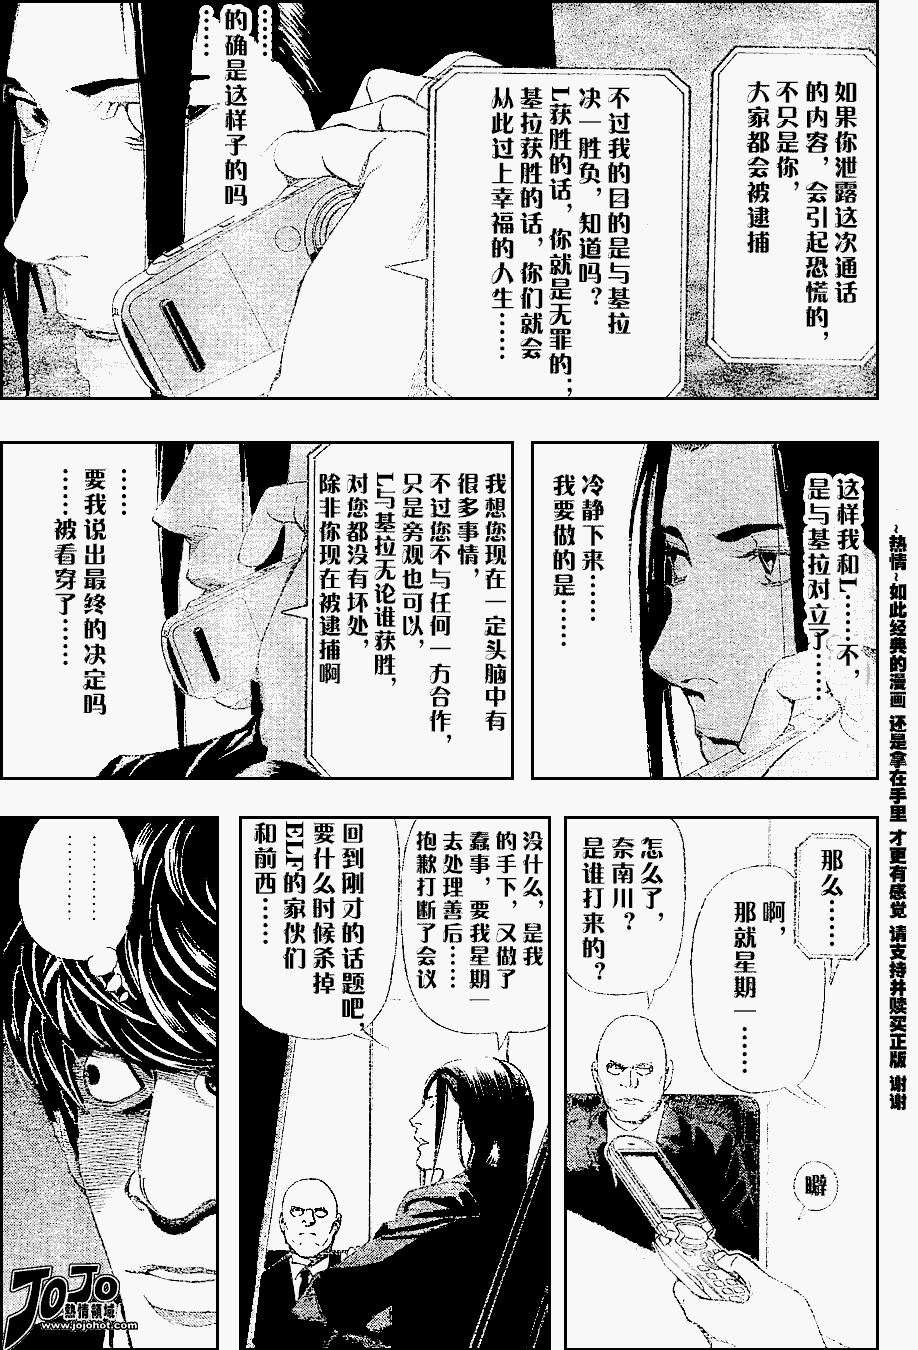 如果你泄露这次通话
的内容，会引起恐慌的，
不只是你，
大家都会被逮捕
不过我的目的是与基拉
决一胜负，知道吗？
L获胜的话，你就是无罪的，
基拉获胜的话，你们就会
从此过上幸福的人生……
……
的确是这样子的吗
……
这样我和L……不，
是与基拉对立了……
冷静下来……
我要做的是……
我想您现在一定头脑中有
很多事情，
不过您不与任何一方合作，
只是旁观也可以，
L与基拉无论谁获胜，
对您都没有坏处，
除非你现在被逮捕啊
……
要我说出最终的决定吗
……被看穿了……
那么……
啊，
那就星期一……
噼
怎么了，
奈南川？
是谁打来的？
没什么，是我
的手下，又做了
蠢事，要我星期一
去处理善后……
抱歉打断了会议
回到刚才的话题吧，
要什么时候杀掉
ELF的家伙们
和前西……
……
……
~热情~如此经典的漫画 还是拿在手里 才更有感觉 请支持并赎买正版 谢谢
JOJO
热情领域
www.jojohot.com